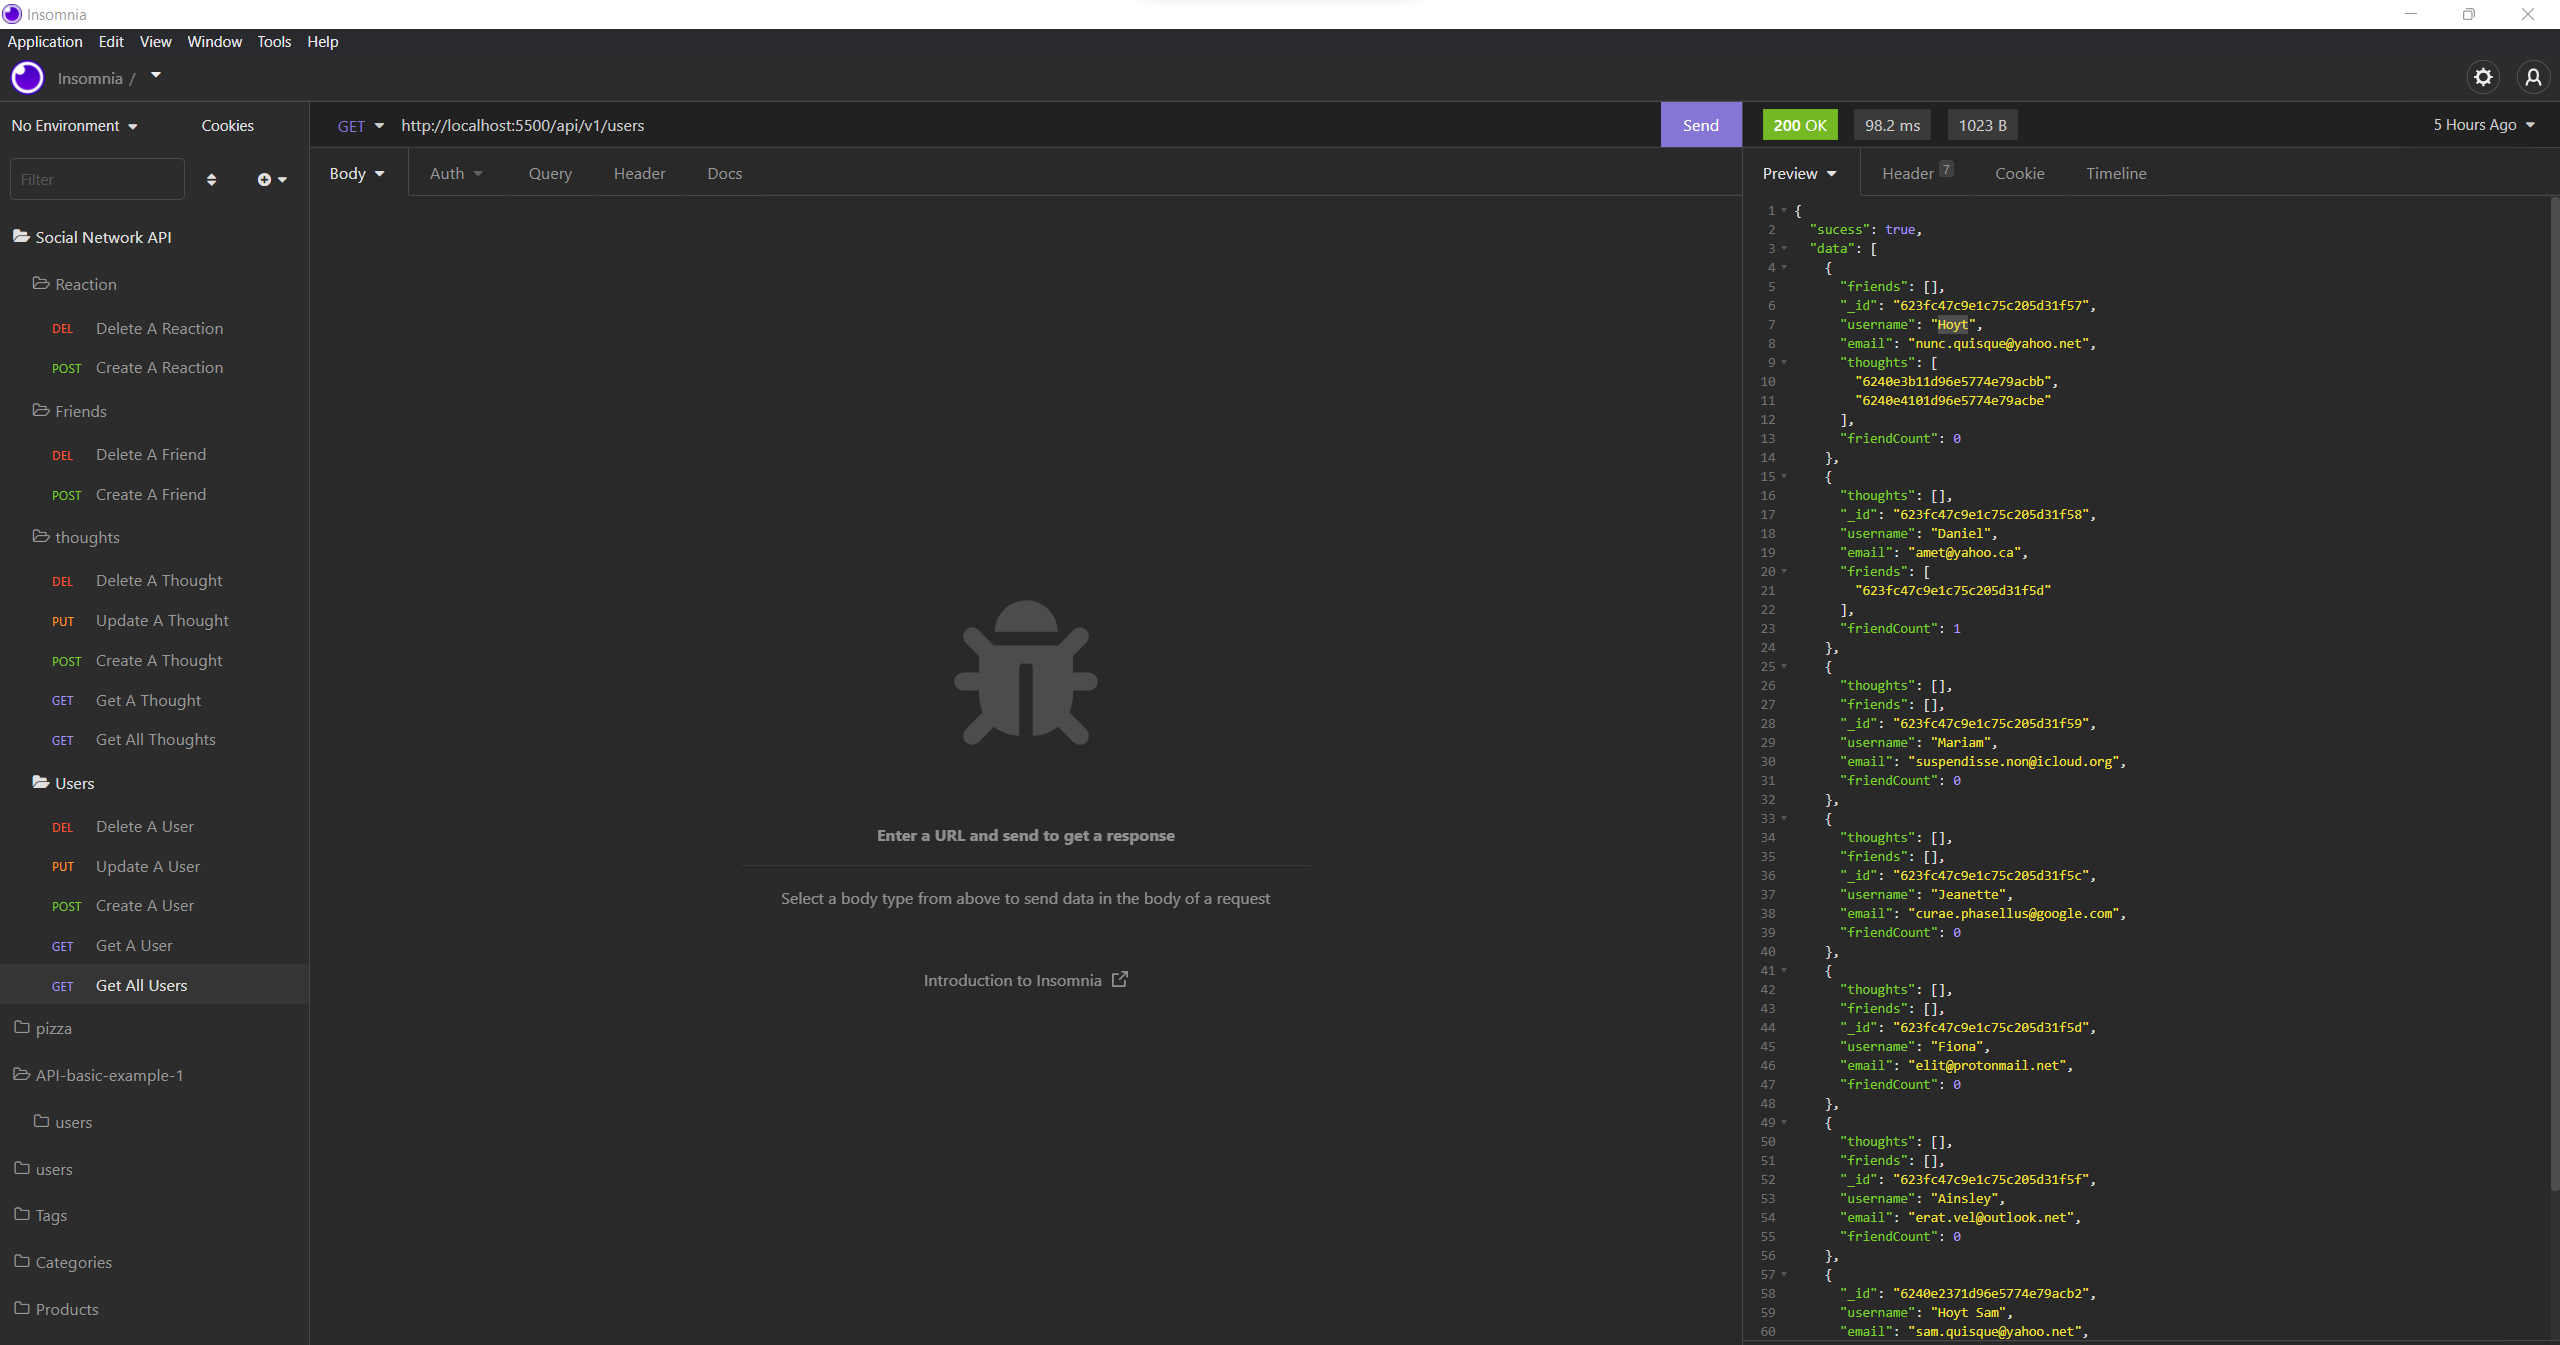 Insomnia
Application Edit View Window Tools Help
Insomnia /
No Environment Cookies
Filter
Social Network API
Reaction
DEL Delete A Reaction
POST Create A Reaction
Friends
DEL Delete A Friend
POST Create A Friend
thoughts
DEL Delete A Thought
PUT Update A Thought
POST Create A Thought
GET Get A Thought
GET Get All Thoughts
Users
DEL Delete A User
PUT Update A User
POST Create A User
GET Get A User
GET Get All Users
pizza
API-basic-example-1
users
users
Tags
Categories
Products
GET http://localhost:5500/api/v1/users Send
Body Auth Query Header Docs
Enter a URL and send to get a response
Select a body type from above to send data in the body of a request
Introduction to Insomnia
200 OK 98.2 ms 1023 B 5 Hours Ago
Preview Header 7 Cookie Timeline
1 {
2 "sucess": true,
3 "data": [
4 {
5 "friends": [],
6 "_id": "623fc47c9e1c75c205d31f57",
7 "username": "Hoyt",
8 "email": "nunc.quisque@yahoo.net",
9 "thoughts": [
10 "6240e3b11d96e5774e79acbb",
11 "6240e4101d96e5774e79acbe"
12 ],
13 "friendCount": 0
14 },
15 {
16 "thoughts": [],
17 "_id": "623fc47c9e1c75c205d31f58",
18 "username": "Daniel",
19 "email": "amet@yahoo.ca",
20 "friends": [
21 "623fc47c9e1c75c205d31f5d"
22 ],
23 "friendCount": 1
24 },
25 {
26 "thoughts": [],
27 "friends": [],
28 "_id": "623fc47c9e1c75c205d31f59",
29 "username": "Mariam",
30 "email": "suspendisse.non@icloud.org",
31 "friendCount": 0
32 },
33 {
34 "thoughts": [],
35 "friends": [],
36 "_id": "623fc47c9e1c75c205d31f5c",
37 "username": "Jeanette",
38 "email": "curae.phasellus@google.com",
39 "friendCount": 0
40 },
41 {
42 "thoughts": [],
43 "friends": [],
44 "_id": "623fc47c9e1c75c205d31f5d",
45 "username": "Fiona",
46 "email": "elit@protonmail.net",
47 "friendCount": 0
48 },
49 {
50 "thoughts": [],
51 "friends": [],
52 "_id": "623fc47c9e1c75c205d31f5f",
53 "username": "Ainsley",
54 "email": "erat.vel@outlook.net",
55 "friendCount": 0
56 },
57 {
58 "_id": "6240e2371d96e5774e79acb2",
59 "username": "Hoyt Sam",
60 "email": "sam.quisque@yahoo.net",